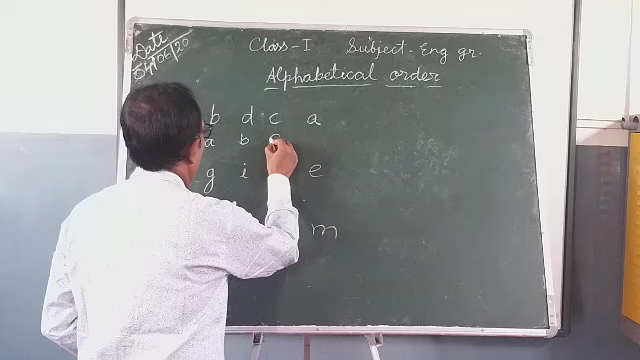 Date
04/06/20
Class-I Subject-Eng gr.
Alphabetical order
b d c a
a b c
g i e
m